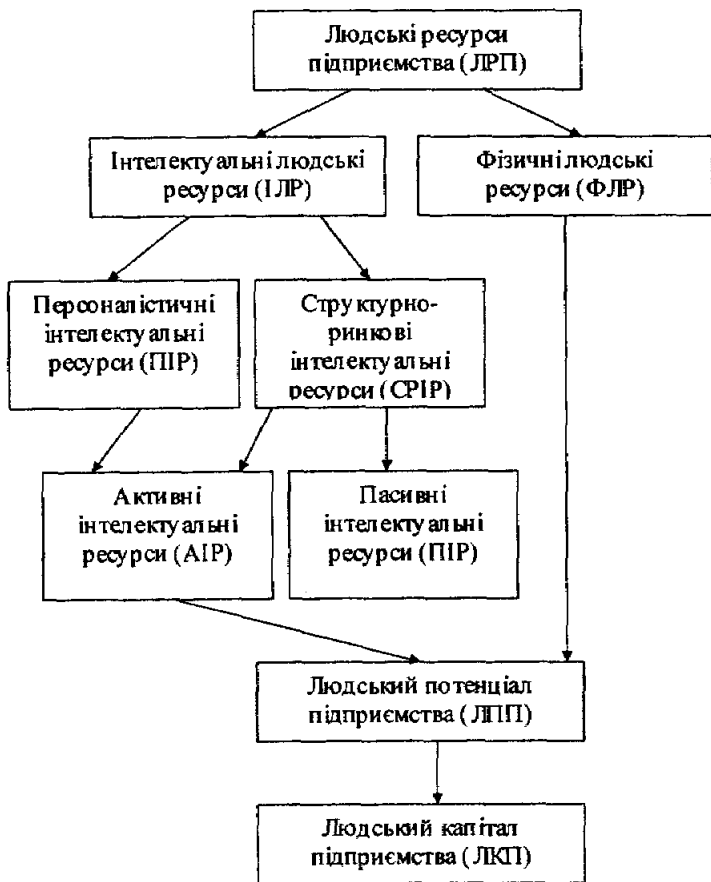 Людські ресурси
підприємства (ЛРП)
Інтелектуальні людські
ресурси (ІЛР)
Фізичні людські
ресурси (ФЛР)
Персоналістичні
інтелектуальні
ресурси (ПІР)
Структурно-
ринкові
інтелектуальні
ресурси (СРІР)
Активні
інтелектуальні
ресурси (АІР)
Пасивні
інтелектуальні
ресурси (ПІР)
Людський потенціал
підприємства (ЛПП)
Людський капітал
підприємства (ЛКП)